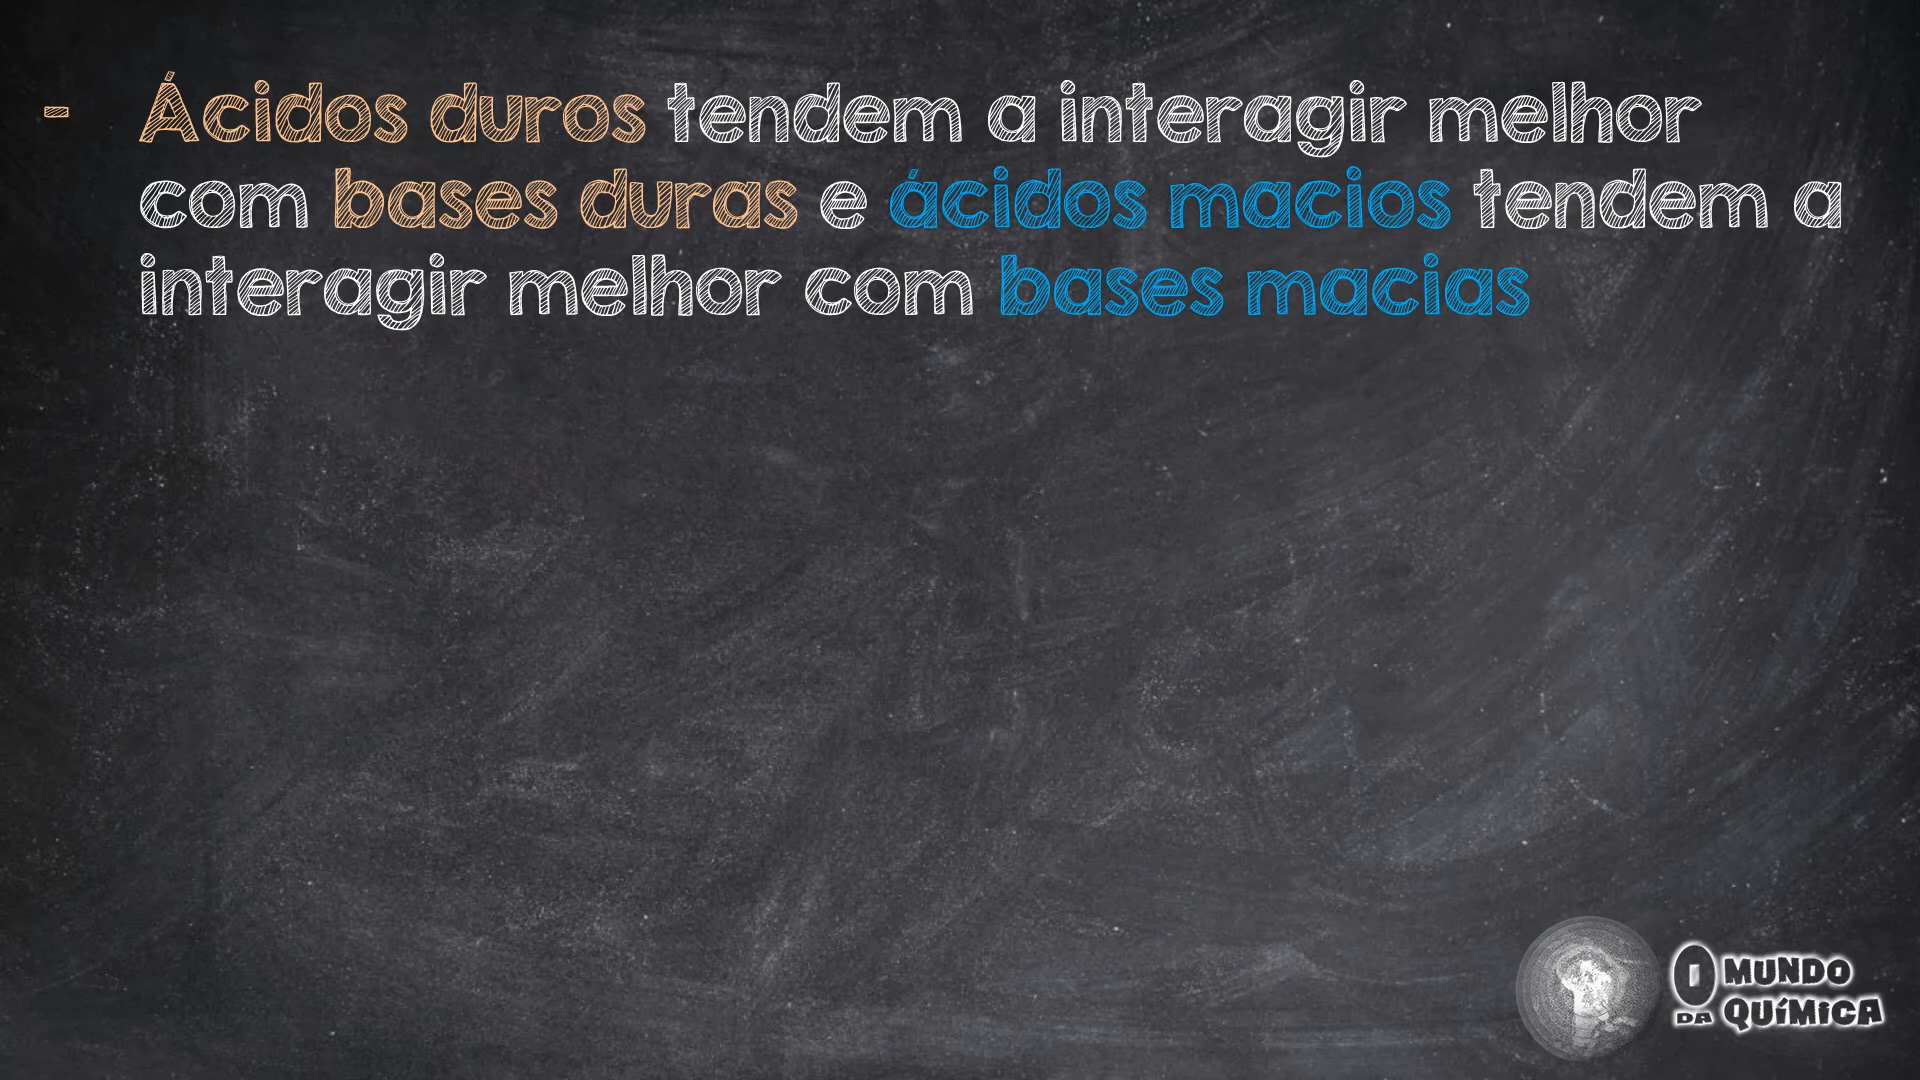 - Ácidos duros tendem a interagir melhor
com bases duras e ácidos macios tendem a
interagir melhor com bases macias
O MUNDO
DA QUÍMICA